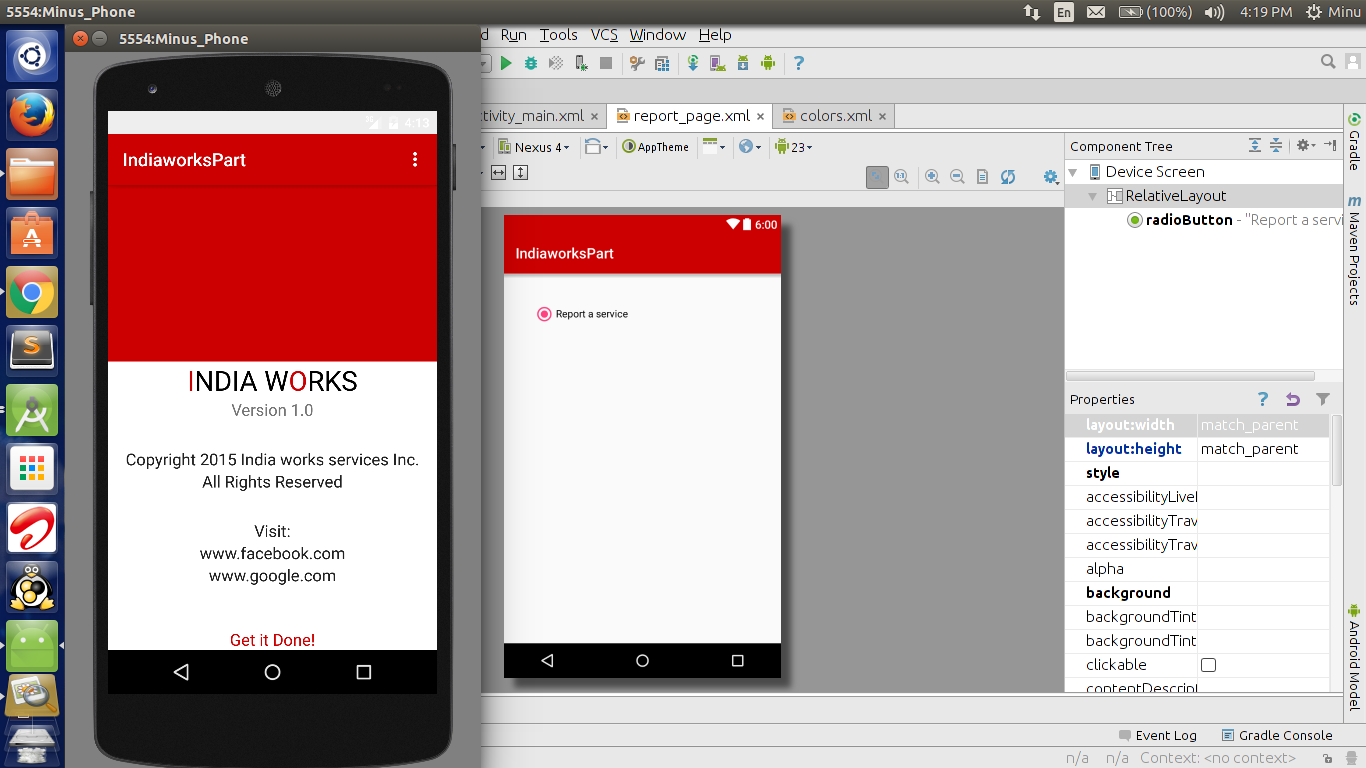 5554:Minus_Phone
En
(100%)
4:19 PM
Minu
5554:Minus_Phone
Run Tools VCS Window Help
ctivity_main.xml
report_page.xml
colors.xml
Nexus 4
AppTheme
23
4:13
IndiaworksPart
INDIA WORKS
Version 1.0
Copyright 2015 India works services Inc.
All Rights Reserved
Visit:
www.facebook.com
www.google.com
Get it Done!
6:00
IndiaworksPart
Report a service
Component Tree
Device Screen
RelativeLayout
radioButton - "Report a servi
Properties
layout:width match_parent
layout:height match_parent
style
accessibilityLivel
accessibilityTrav
accessibilityTrav
alpha
background
backgroundTint
backgroundTint
clickable
contentDescript
Gradle
m
Maven Projects
Android Model
Event Log
Gradle Console
n/a n/a Context: <no context>